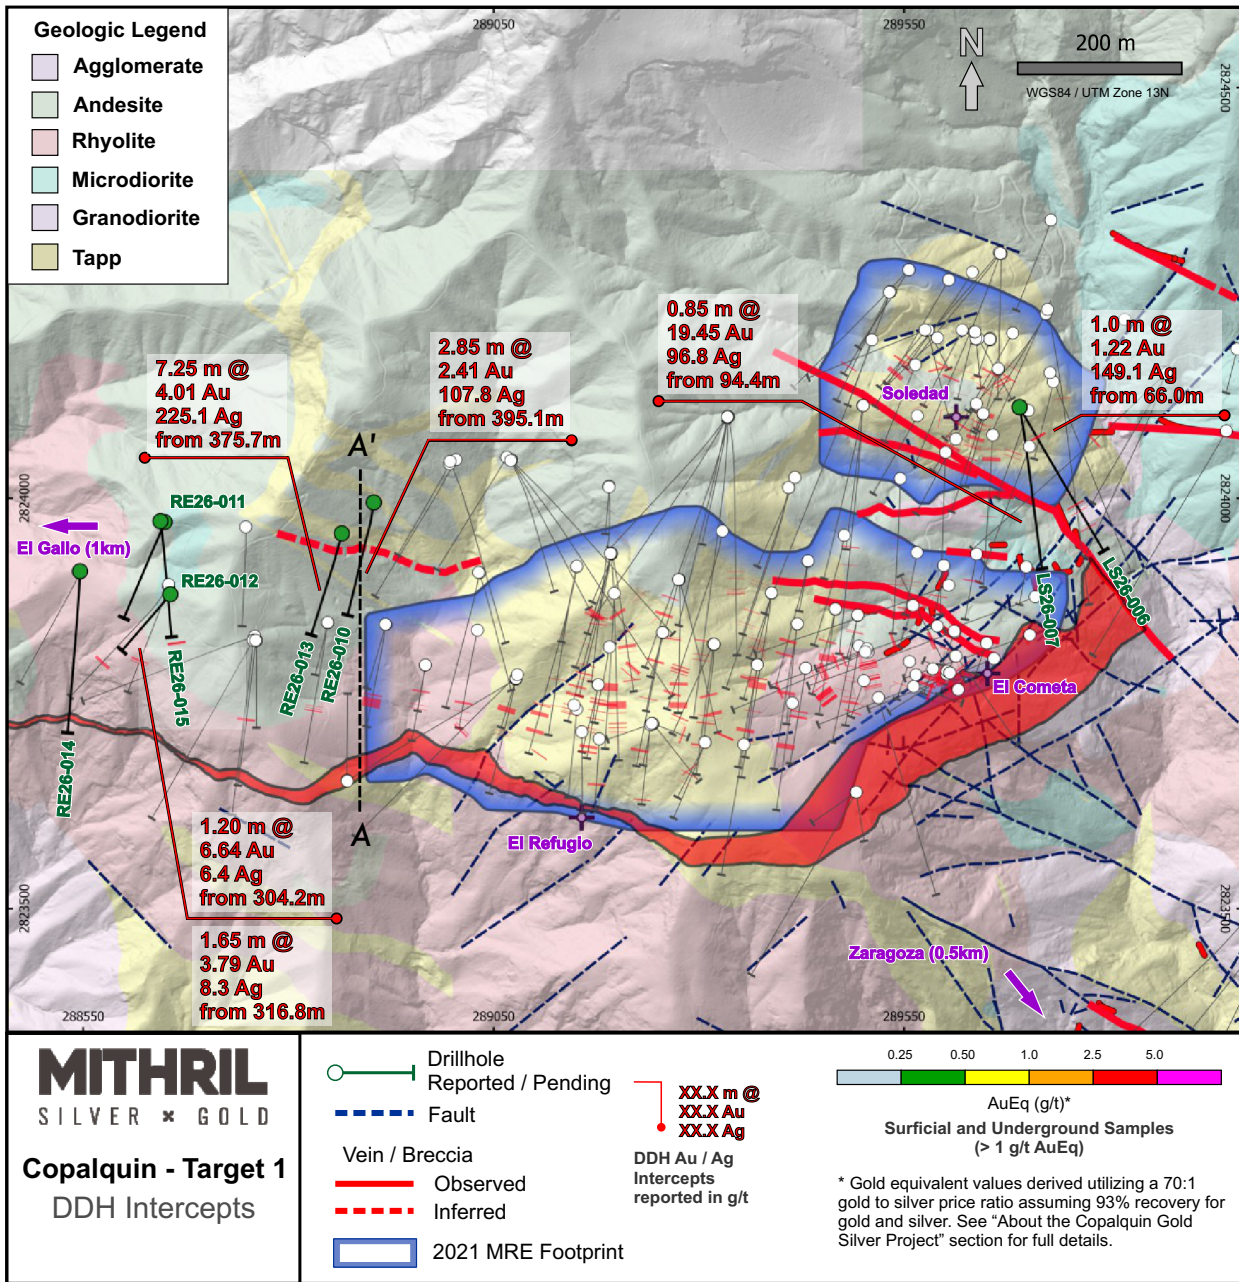 Geologic Legend
Agglomerate
Andesite
Rhyolite
Microdiorite
Granodiorite
Tapp
289050
289550
N
200 m
WGS84 / UTM Zone 13N
2824500
7.25 m @
4.01 Au
225.1 Ag
from 375.7m
2.85 m @
2.41 Au
107.8 Ag
from 395.1m
0.85 m @
19.45 Au
96.8 Ag
from 94.4m
1.0 m @
1.22 Au
149.1 Ag
from 66.0m
Soledad
A'
2824000
2824000
RE26-011
El Gallo (1km)
RE26-012
RE26-015
RE26-013
RE26-010
RE26-014
LS26-007
LS26-006
El Cometa
A
El Refugio
1.20 m @
6.64 Au
6.4 Ag
from 304.2m
1.65 m @
3.79 Au
8.3 Ag
from 316.8m
2823500
2823500
Zaragoza (0.5km)
288550
289050
289550
MITHRIL
SILVER GOLD
Copalquin - Target 1
DDH Intercepts
Drillhole
Reported / Pending
Fault
Vein / Breccia
Observed
Inferred
2021 MRE Footprint
XX.X m @
XX.X Au
XX.X Ag
DDH Au / Ag
Intercepts
reported in g/t
0.25 0.50 1.0 2.5 5.0
AuEq (g/t)*
Surficial and Underground Samples
(> 1 g/t AuEq)
* Gold equivalent values derived utilizing a 70:1
gold to silver price ratio assuming 93% recovery for
gold and silver. See “About the Copalquin Gold
Silver Project” section for full details.